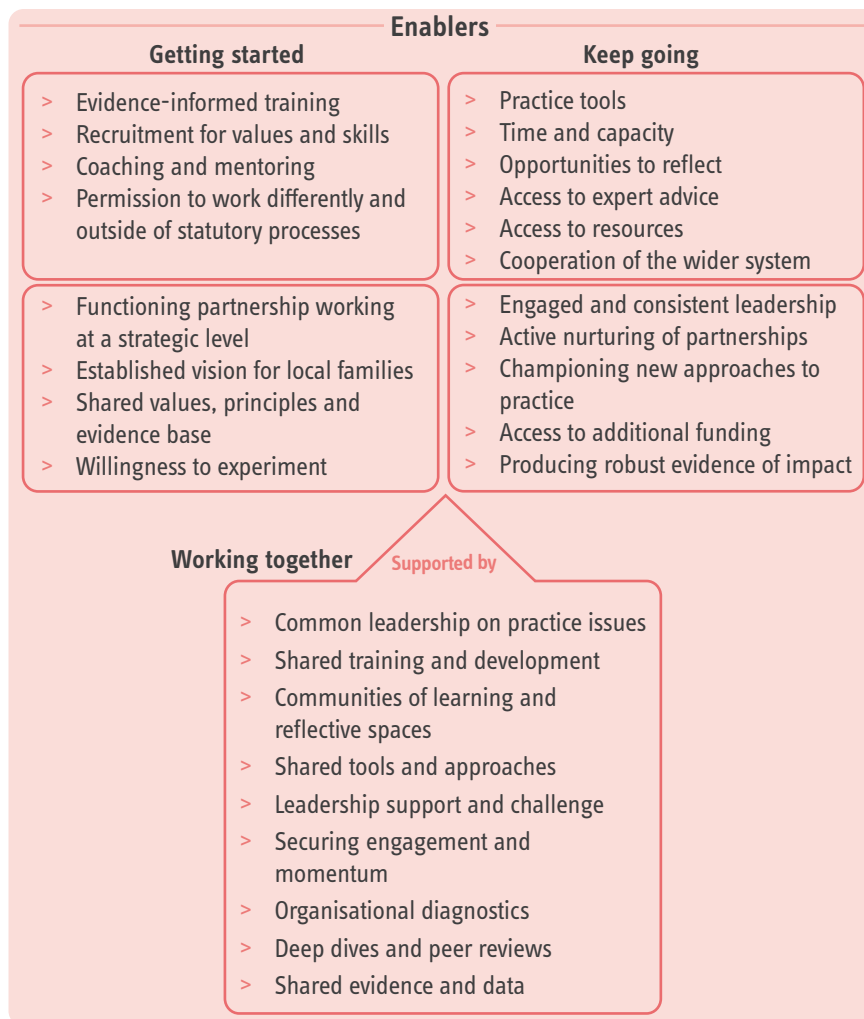 Enablers
Getting started
> Evidence-informed training
> Recruitment for values and skills
> Coaching and mentoring
> Permission to work differently and
outside of statutory processes
> Functioning partnership working
at a strategic level
> Established vision for local families
> Shared values, principles and
evidence base
> Willingness to experiment
Keep going
> Practice tools
> Time and capacity
> Opportunities to reflect
> Access to expert advice
> Access to resources
> Cooperation of the wider system
> Engaged and consistent leadership
> Active nurturing of partnerships
> Championing new approaches to
practice
> Access to additional funding
> Producing robust evidence of impact
Working together
Supported by
> Common leadership on practice issues
> Shared training and development
> Communities of learning and
reflective spaces
> Shared tools and approaches
> Leadership support and challenge
> Securing engagement and
momentum
> Organisational diagnostics
> Deep dives and peer reviews
> Shared evidence and data